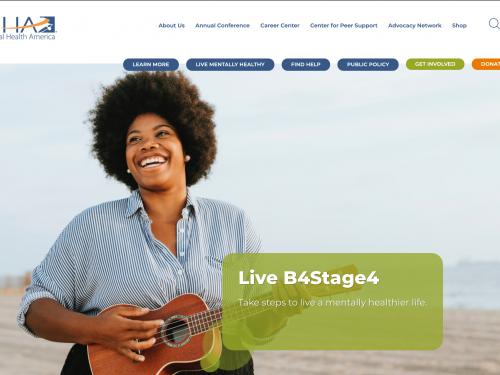 HA
al Health America
About Us Annual Conference Career Center Center for Peer Support Advocacy Network Shop
LEARN MORE LIVE MENTALLY HEALTHY FIND HELP PUBLIC POLICY GET INVOLVED DONAT
Live B4Stage4
Take steps to live a mentally healthier life.